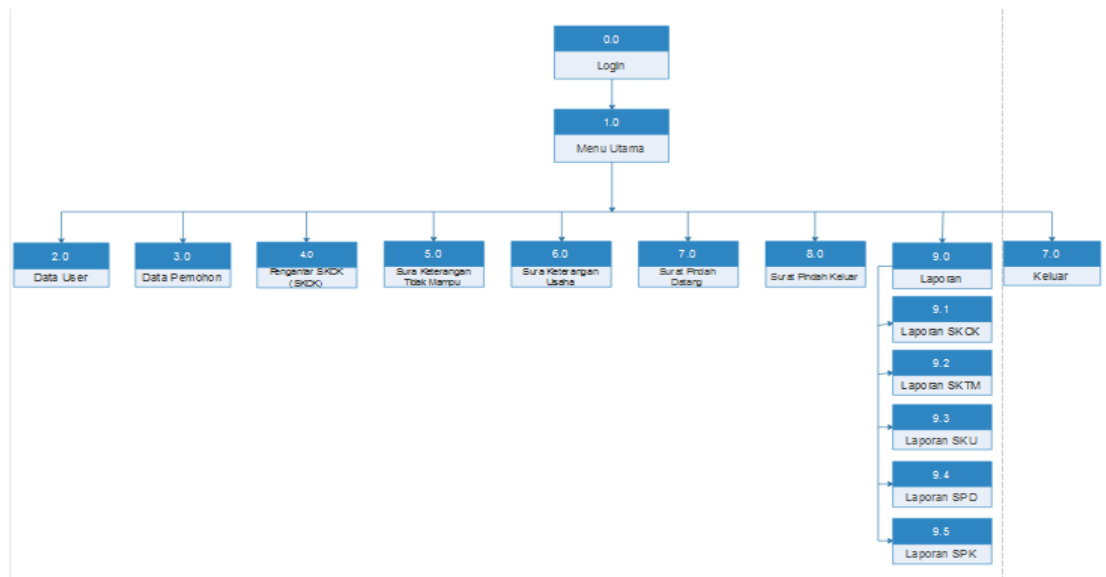 0.0
Login
1.0
Menu Utama
2.0
Data User
3.0
Data Pemohon
4.0
Pengantar SKCK
(SKCK)
5.0
Sura Keterangan
Tidak Mampu
6.0
Sura Keterangan
Usaha
7.0
Surat Pindah
Datang
8.0
Surat Pindah Keluar
9.0
Laporan
9.1
Laporan SKCK
9.2
Laporan SKTM
9.3
Laporan SKU
9.4
Laporan SPD
9.5
Laporan SPK
7.0
Keluar